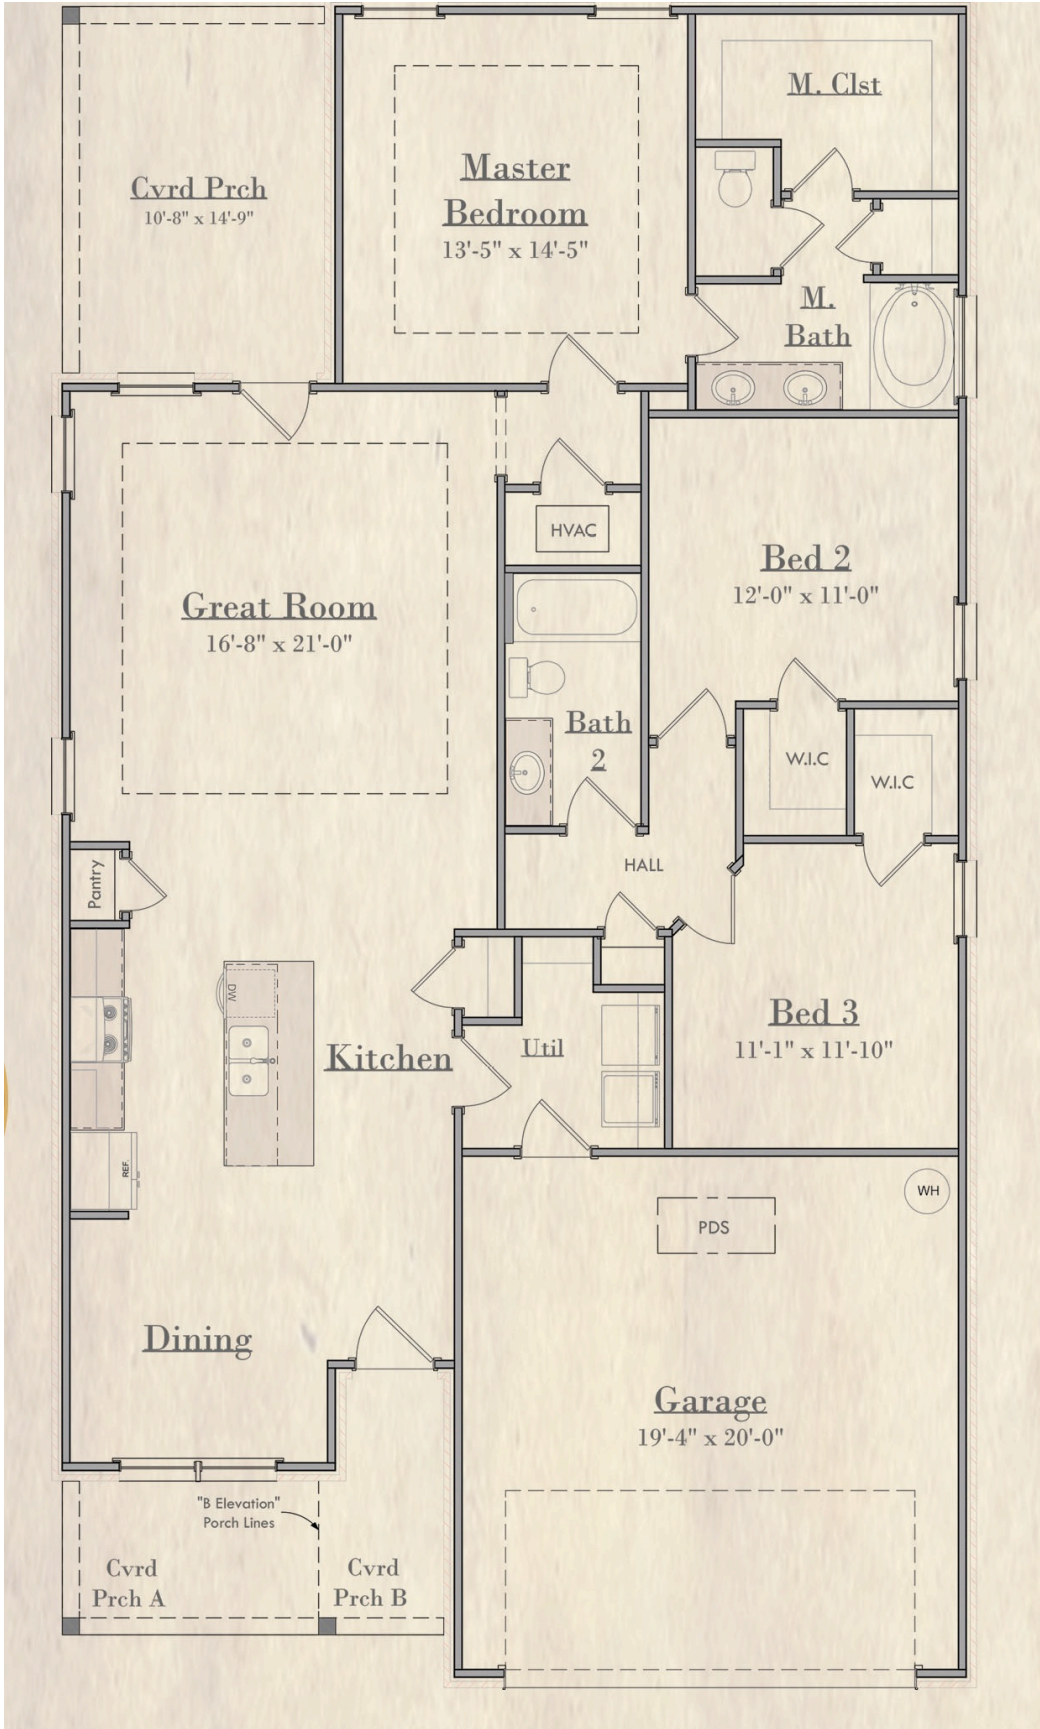 M. Clst
Master
Bedroom
13'-5" x 14'-5"
Cvrd Prch
10'-8" x 14'-9"
M.
Bath
HVAC
Bed 2
12'-0" x 11'-0"
Great Room
16'-8" x 21'-0"
Bath
2
W.I.C
W.I.C
HALL
Pantry
DW
Kitchen
Util
Bed 3
11'-1" x 11'-10"
REF.
WH
PDS
Dining
Garage
19'-4" x 20'-0"
"B Elevation"
Porch Lines
Cvrd
Prch A
Cvrd
Prch B